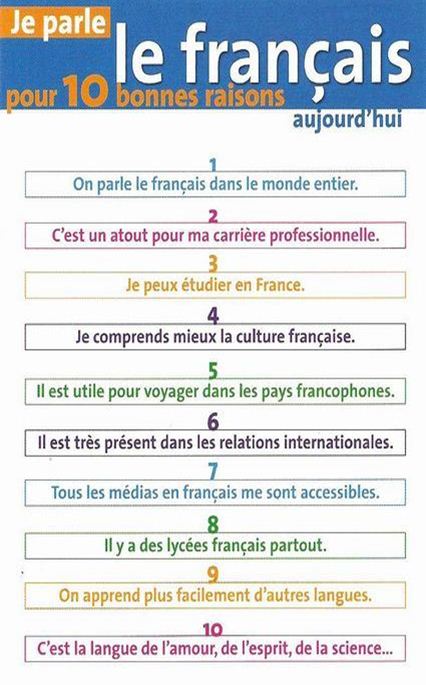 Je parle
le français
pour 10 bonnes raisons
aujourd'hui
1
On parle le français dans le monde entier.
2
C'est un atout pour ma carrière professionnelle.
3
Je peux étudier en France.
4
Je comprends mieux la culture française.
5
Il est utile pour voyager dans les pays francophones.
6
Il est très présent dans les relations internationales.
7
Tous les médias en français me sont accessibles.
8
Il y a des lycées français partout.
9
On apprend plus facilement d'autres langues.
10
C'est la langue de l'amour, de l'esprit, de la science...